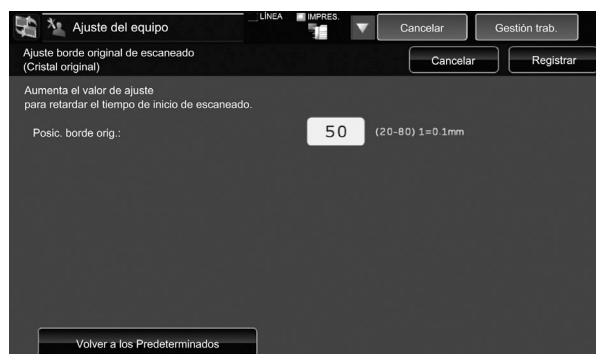 Ajuste del equipo
LÍNEA
IMPRES.
Cancelar
Gestión trab.
Ajuste borde original de escaneado
(Cristal original)
Cancelar
Registrar
Aumenta el valor de ajuste
para retardar el tiempo de inicio de escaneado.
Posic. borde orig.:
50
(20-80) 1=0.1mm
Volver a los Predeterminados